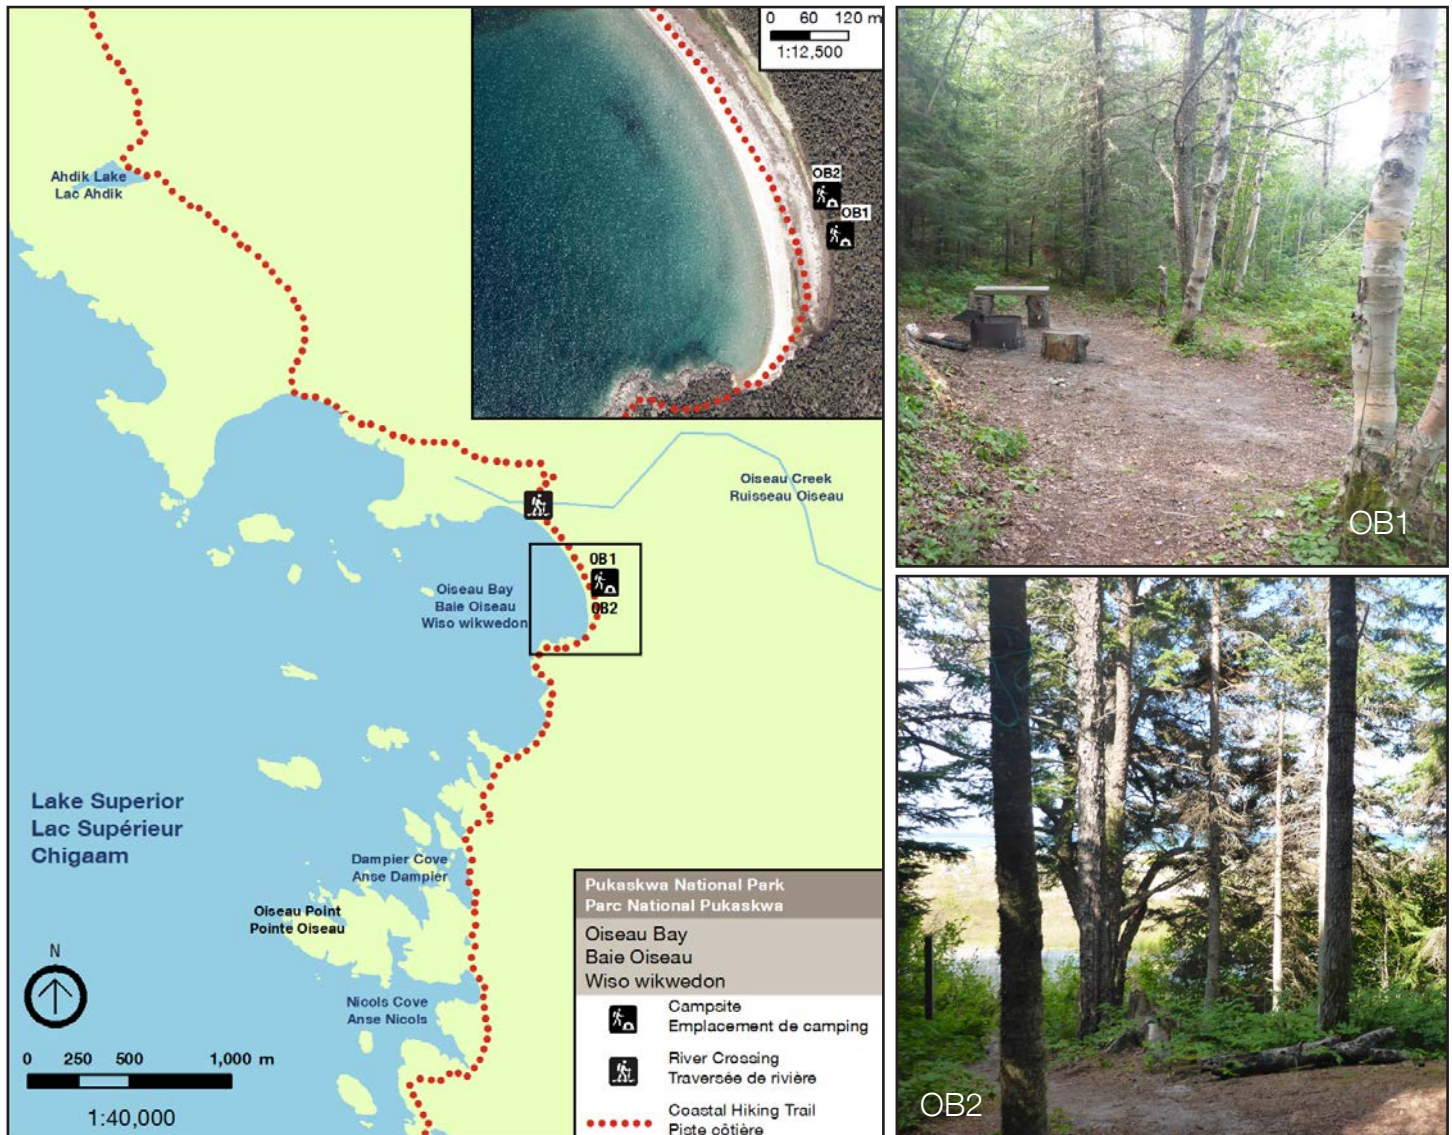 0 60 120 m
1:12,500
OB2
OB1
Ahdik Lake
Lac Ahdik
Oiseau Creek
Ruisseau Oiseau
OB1
OB2
Oiseau Bay
Baie Oiseau
Wiso wikwedon
Lake Superior
Lac Supérieur
Chigaam
Dampier Cove
Anse Dampier
Oiseau Point
Pointe Oiseau
Nicols Cove
Anse Nicols
N
0 250 500 1,000 m
1:40,000
Pukaskwa National Park
Parc National Pukaskwa
Oiseau Bay
Baie Oiseau
Wiso wikwedon
Campsite
Emplacement de camping
River Crossing
Traversée de rivière
Coastal Hiking Trail
Piste côtière
OB1
OB2